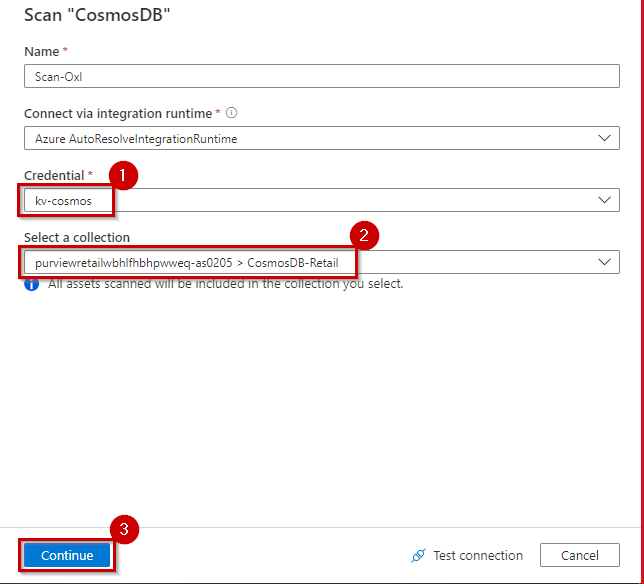 Scan "CosmosDB"
Name *
Scan-OxI
Connect via integration runtime *
Azure AutoResolveIntegrationRuntime
Credential *
1
kv-cosmos
Select a collection
2
purviewretailwbhlfhbhpwweq-as0205 > CosmosDB-Retail
All assets scanned will be included in the collection you select.
3
Continue
Test connection
Cancel